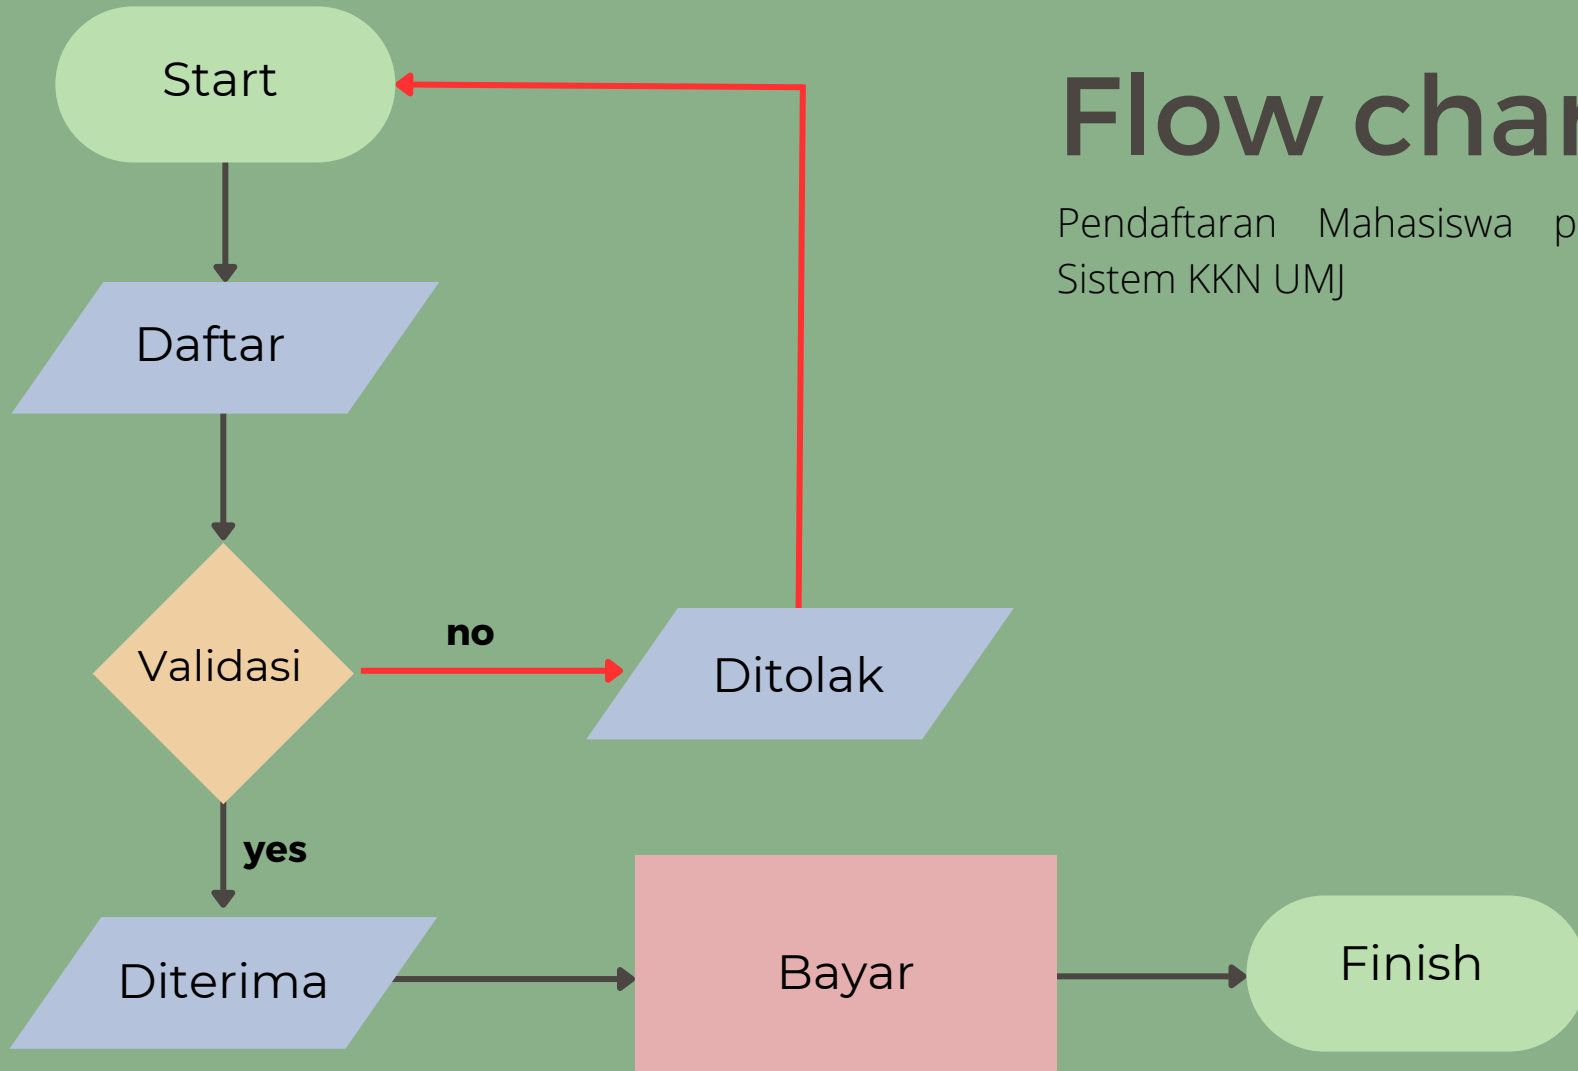 Start
Flow char
Pendaftaran Mahasiswa p
Sistem KKN UMJ
Daftar
no
Validasi
Ditolak
yes
Diterima
Bayar
Finish